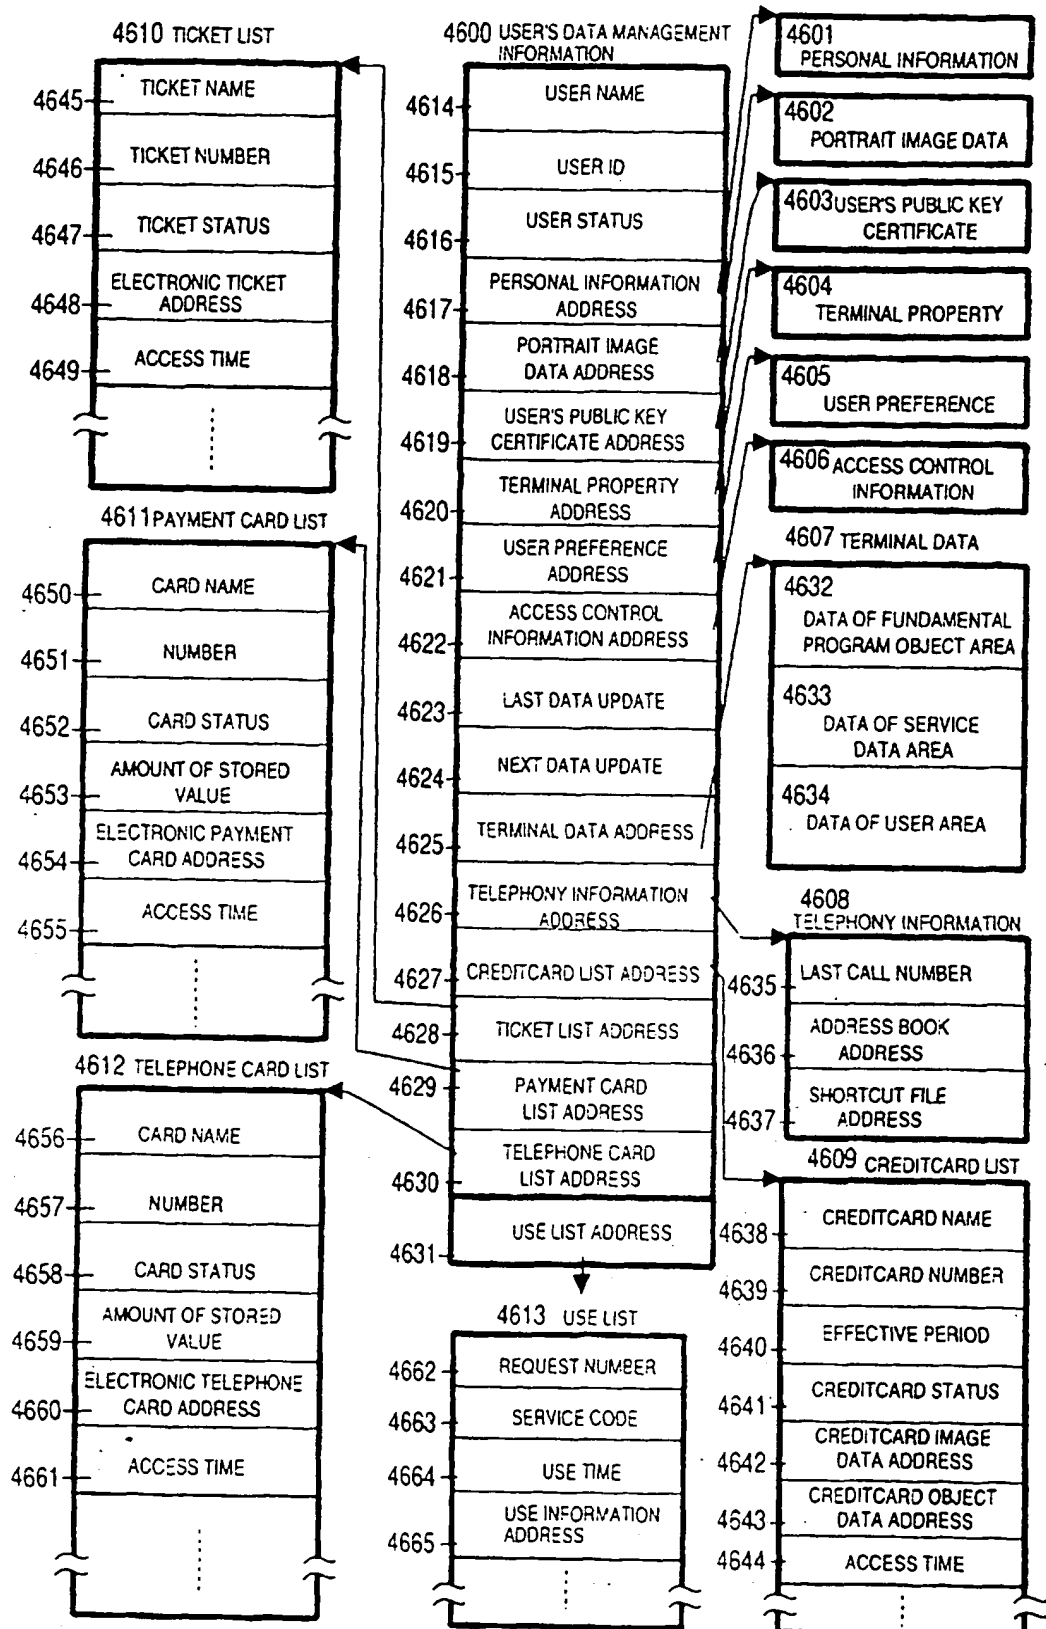 4610 TICKET LIST
4645 TICKET NAME
4646 TICKET NUMBER
4647 TICKET STATUS
4648 ELECTRONIC TICKET
ADDRESS
4649 ACCESS TIME
4611 PAYMENT CARD LIST
4650 CARD NAME
4651 NUMBER
4652 CARD STATUS
4653 AMOUNT OF STORED
VALUE
4654 ELECTRONIC PAYMENT
CARD ADDRESS
4655 ACCESS TIME
4612 TELEPHONE CARD LIST
4656 CARD NAME
4657 NUMBER
4658 CARD STATUS
4659 AMOUNT OF STORED
VALUE
4660 ELECTRONIC TELEPHONE
CARD ADDRESS
4661 ACCESS TIME
4600 USER'S DATA MANAGEMENT
INFORMATION
4614 USER NAME
4615 USER ID
4616 USER STATUS
4617 PERSONAL INFORMATION
ADDRESS
4618 PORTRAIT IMAGE
DATA ADDRESS
4619 USER'S PUBLIC KEY
CERTIFICATE ADDRESS
4620 TERMINAL PROPERTY
ADDRESS
4621 USER PREFERENCE
ADDRESS
4622 ACCESS CONTROL
INFORMATION ADDRESS
4623 LAST DATA UPDATE
4624 NEXT DATA UPDATE
4625 TERMINAL DATA ADDRESS
4626 TELEPHONY INFORMATION
ADDRESS
4627 CREDITCARD LIST ADDRESS
4628 TICKET LIST ADDRESS
4629 PAYMENT CARD
LIST ADDRESS
4630 TELEPHONE CARD
LIST ADDRESS
4631 USE LIST ADDRESS
4613 USE LIST
4662 REQUEST NUMBER
4663 SERVICE CODE
4664 USE TIME
4665 USE INFORMATION
ADDRESS
4601
PERSONAL INFORMATION
4602
PORTRAIT IMAGE DATA
4603 USER'S PUBLIC KEY
CERTIFICATE
4604
TERMINAL PROPERTY
4605
USER PREFERENCE
4606 ACCESS CONTROL
INFORMATION
4607 TERMINAL DATA
4632
DATA OF FUNDAMENTAL
PROGRAM OBJECT AREA
4633
DATA OF SERVICE
DATA AREA
4634
DATA OF USER AREA
4608
TELEPHONY INFORMATION
4635 LAST CALL NUMBER
4636 ADDRESS BOOK
ADDRESS
4637 SHORTCUT FILE
ADDRESS
4609 CREDITCARD LIST
4638 CREDITCARD NAME
4639 CREDITCARD NUMBER
4640 EFFECTIVE PERIOD
4641 CREDITCARD STATUS
4642 CREDITCARD IMAGE
DATA ADDRESS
4643 CREDITCARD OBJECT
DATA ADDRESS
4644 ACCESS TIME